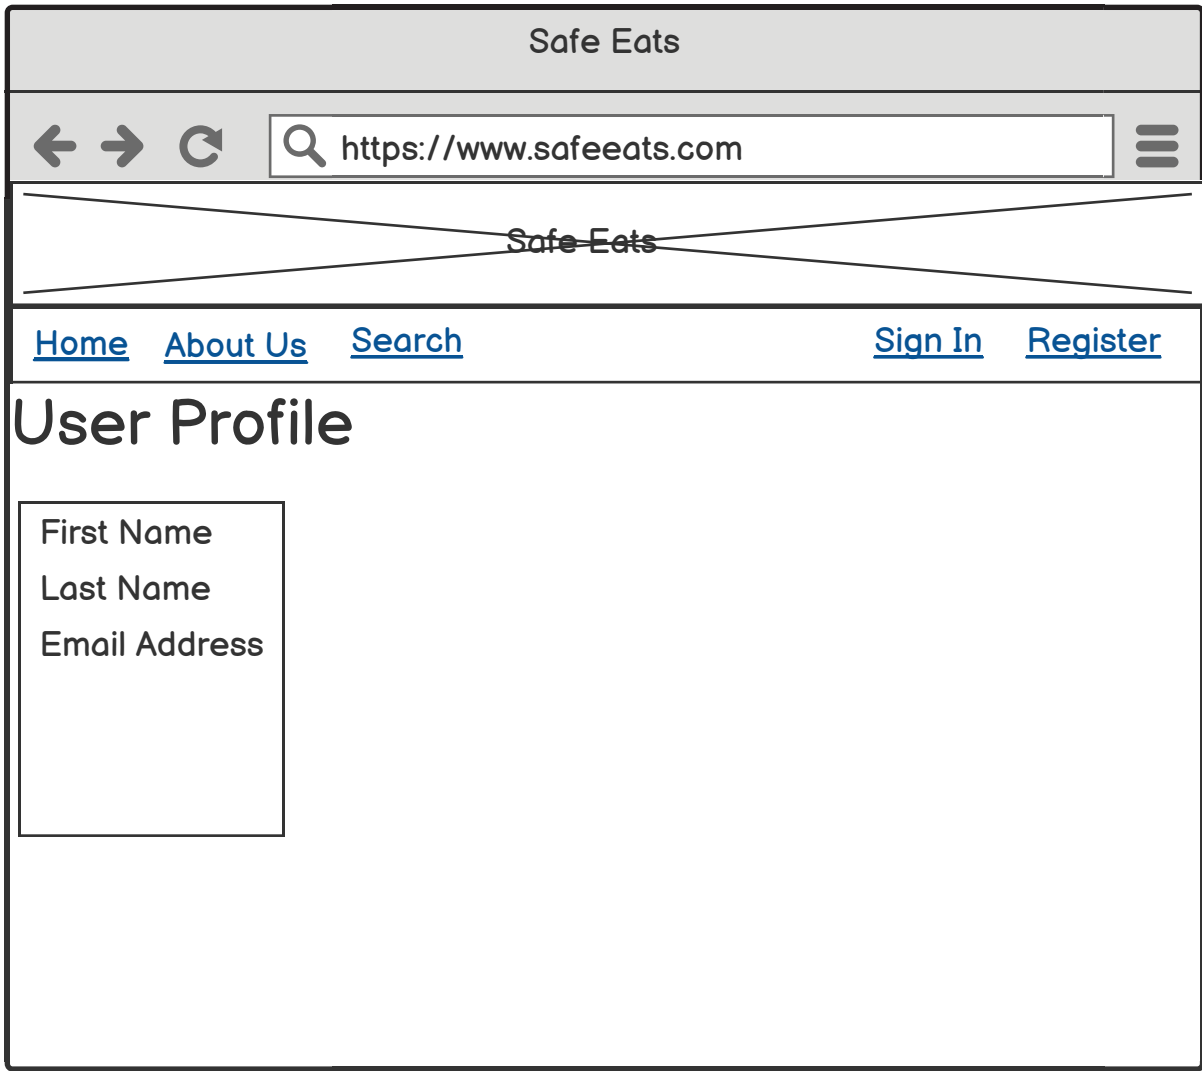 Safe Eats
https://www.safeeats.com
Safe Eats
Home About Us Search Sign In Register
User Profile
First Name
Last Name
Email Address